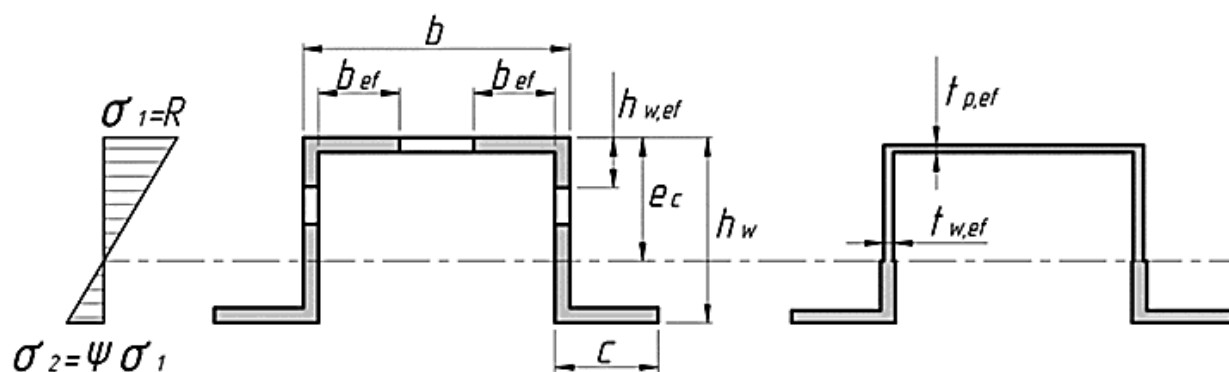 b
b ef b ef
σ 1=R
h w,ef
t p,ef
e c
h w
t w,ef
σ 2= ψ σ 1
c